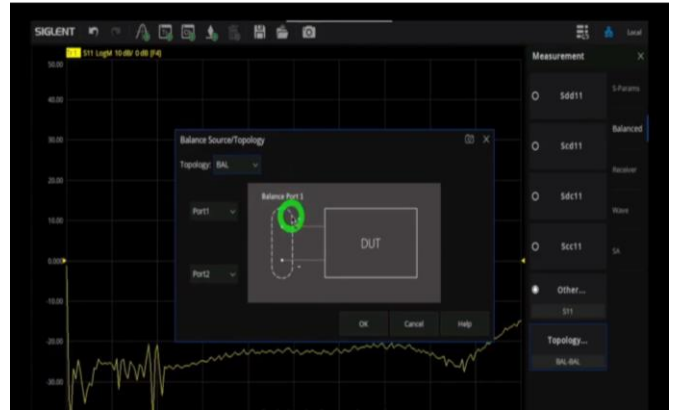 SIGLENT
Local
Tr 1 S11 LogM 10 dB/ 0 dB [F4]
50.00
40.00
30.00
20.00
10.00
0.000
-10.00
-20.00
-30.00
Balance Source/Topology
Topology: BAL
Port1
Port2
Balance Port 1
+
-
DUT
OK
Cancel
Help
Measurement
X
Sdd11
Scd11
Sdc11
Scc11
Other...
S11
Topology...
BAL-BAL
S-Params
Balanced
Receiver
Wave
SA